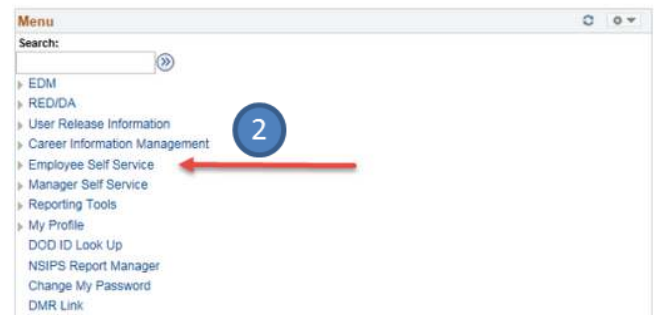 Menu
Search:
EDM
RED/DA
User Release Information
2
Career Information Management
Employee Self Service
Manager Self Service
Reporting Tools
My Profile
DOD ID Look Up
NSIPS Report Manager
Change My Password
DMR Link